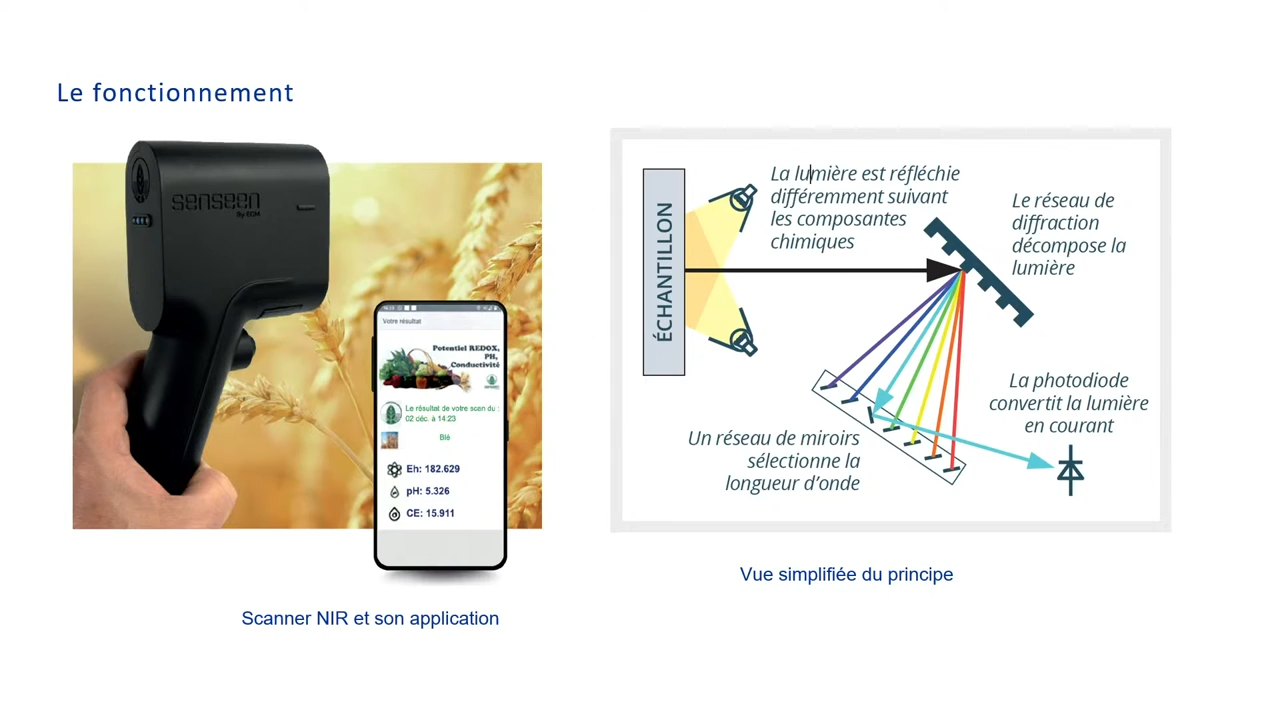 Le fonctionnement
senseen
By EGM
Votre résultat
Potentiel REDOX,
PH,
Conductivité
Le résultat de votre scan du :
02 déc. à 14:23
Blé
Eh: 182.629
pH: 5.326
CE: 15.911
Scanner NIR et son application
ÉCHANTILLON
La lumière est réfléchie
différemment suivant
les composantes
chimiques
Le réseau de
diffraction
décompose la
lumière
La photodiode
convertit la lumière
en courant
Un réseau de miroirs
sélectionne la
longueur d'onde
Vue simplifiée du principe